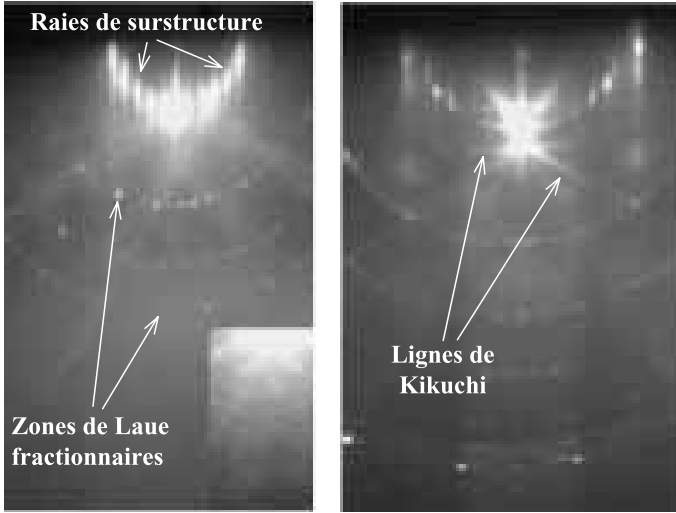 Raies de surstructure
Zones de Laue
fractionnaires
Lignes de
Kikuchi